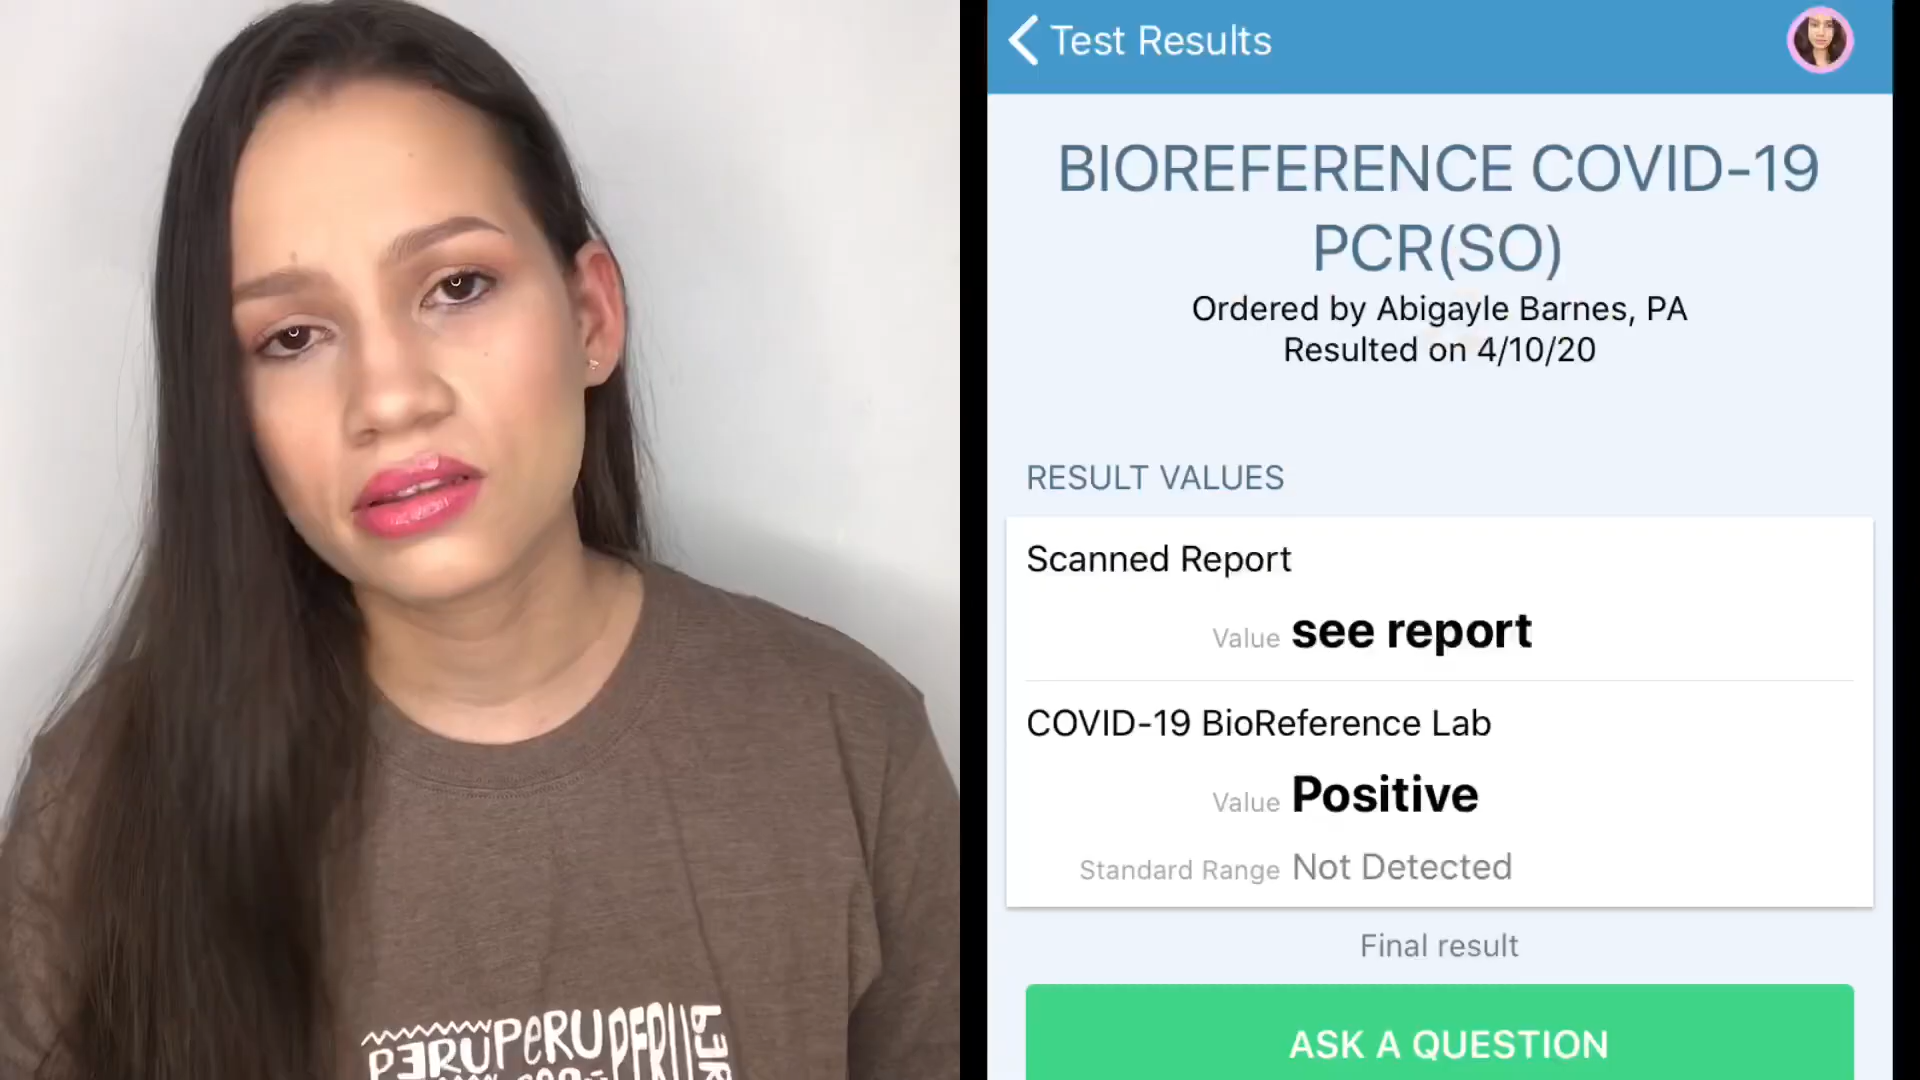 Test Results
BIOREFERENCE COVID-19
PCR(SO)
Ordered by Abigayle Barnes, PA
Resulted on 4/10/20
RESULT VALUES
Scanned Report
Value see report
COVID-19 BioReference Lab
Value Positive
Standard Range Not Detected
Final result
ASK A QUESTION
PERUPERUPERU